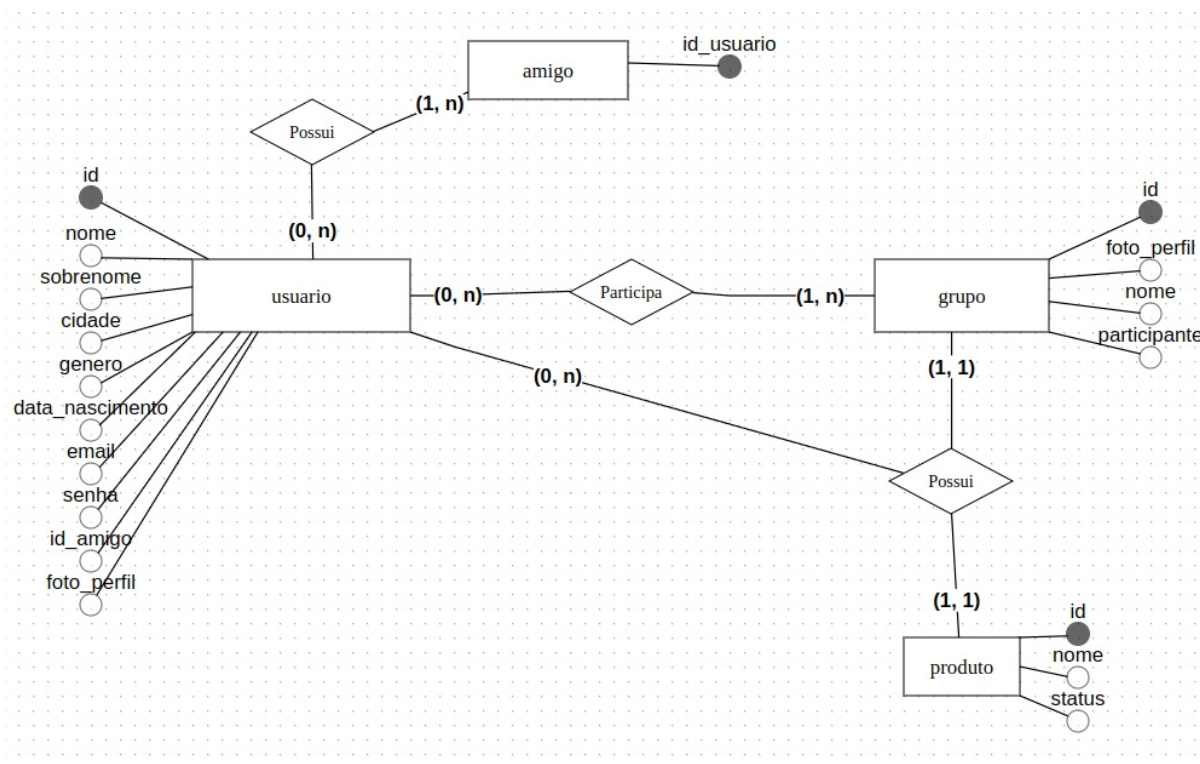 id_usuario
amigo
(1, n)
Possui
id
(0, n)
nome
sobrenome
cidade
genero
data_nascimento
email
senha
id_amigo
foto_perfil
usuario
(0, n)
Participa
(1, n)
grupo
id
foto_perfil
nome
participante
(1, 1)
(0, n)
Possui
(1, 1)
produto
id
nome
status